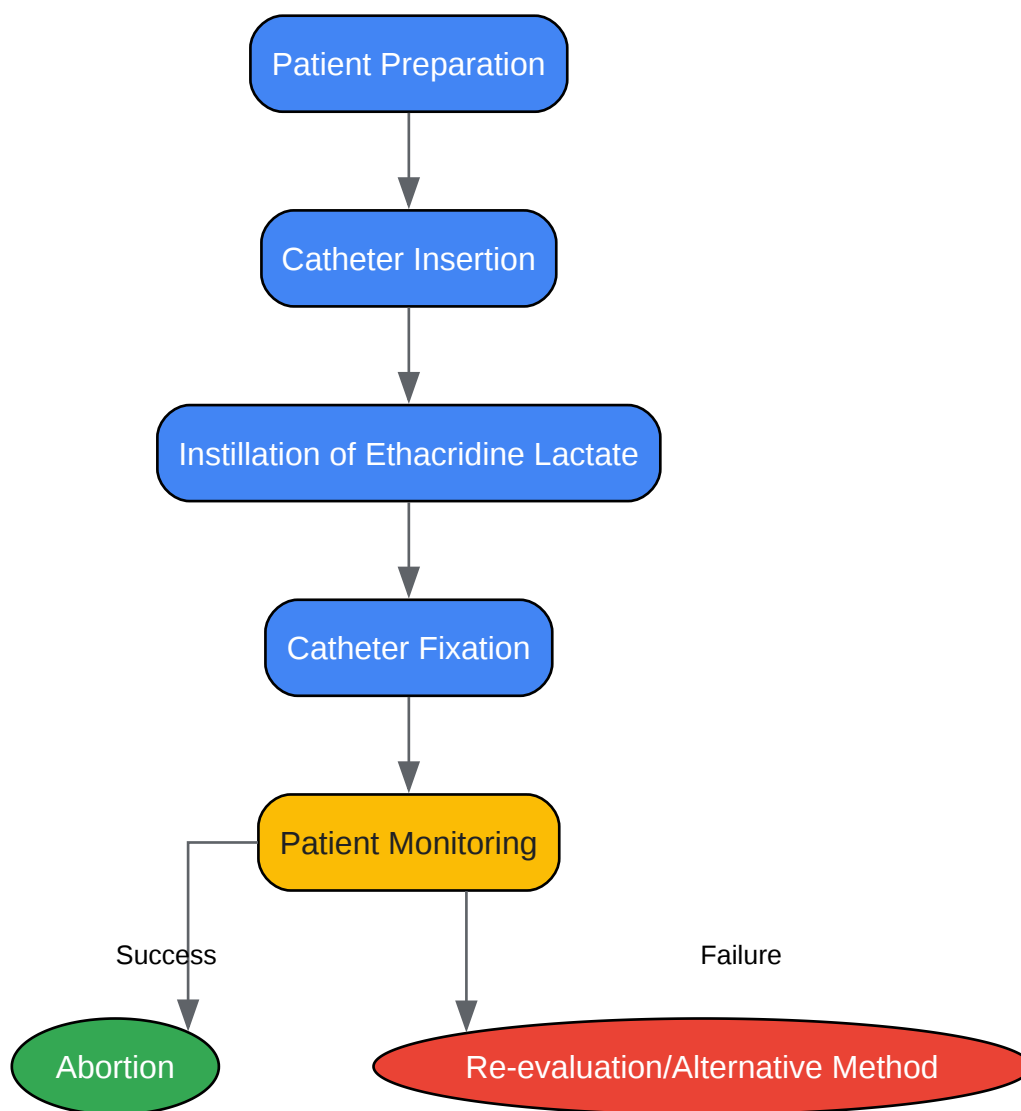 Patient Preparation
Catheter Insertion
Instillation of Ethacridine Lactate
Catheter Fixation
Patient Monitoring
Success
Failure
Abortion
Re-evaluation/Alternative Method